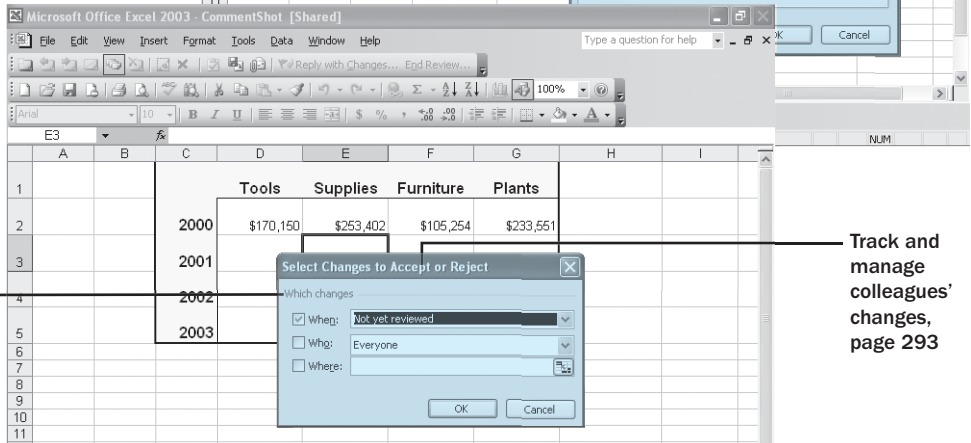 Microsoft Office Excel 2003 - CommentShot [Shared]
File Edit View Insert Format Tools Data Window Help Type a question for help
Reply with Changes... End Review...
100%
Arial 10 B I U $ % ,
E3 fx
A B C D E F G H I
1 Tools Supplies Furniture Plants
2 2000 $170,150 $253,402 $105,254 $233,551
3 2001
4 2002
5 2003
6
7
8
9
10
11
Select Changes to Accept or Reject
Which changes
When: Not yet reviewed
Who: Everyone
Where:
OK Cancel
Cancel
NUM
Track and
manage
colleagues'
changes,
page 293